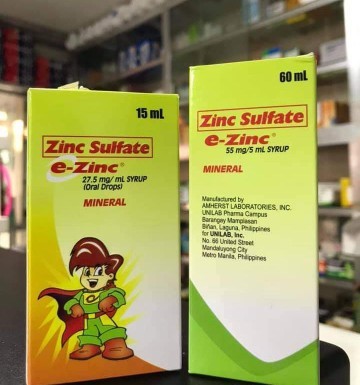 15 mL
Zinc Sulfate
e-Zinc®
27.5 mg/ mL SYRUP
(Oral Drops)
MINERAL
60 mL
Zinc Sulfate
e-Zinc®
55 mg/5 mL SYRUP
MINERAL
Manufactured by
AMHERST LABORATORIES, INC.
UNILAB Pharma Campus
Barangay Mamplasan
Biñan, Laguna, Philippines
for UNILAB, Inc.
No. 66 United Street
Mandaluyong City
Metro Manila, Philippines